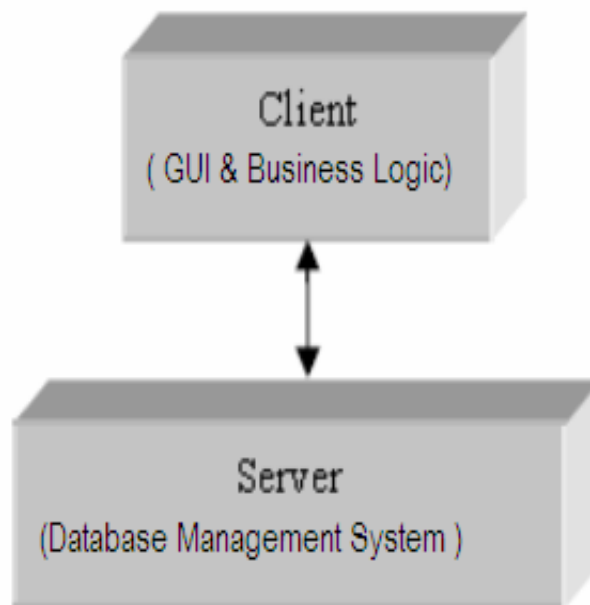 Client
( GUI & Business Logic)
Server
(Database Management System )